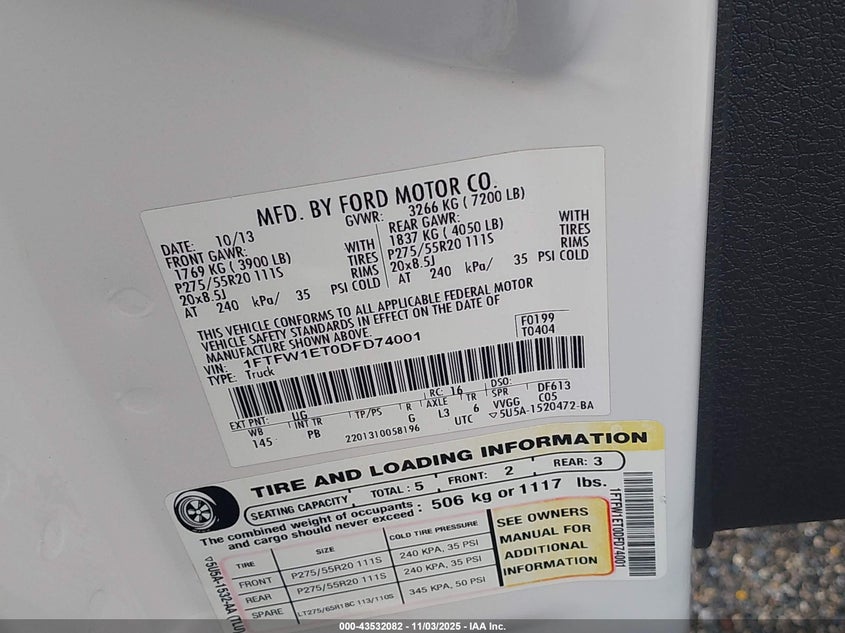 MFD. BY FORD MOTOR CO.
DATE: 10/13 GVWR: 3266 KG ( 7200 LB)
FRONT GAWR: REAR GAWR:
1769 KG ( 3900 LB) WITH 1837 KG ( 4050 LB) WITH
P275/55R20 111S TIRES P275/55R20 111S TIRES
20x8.5J RIMS 20x8.5J RIMS
AT 240 kPa/ 35 PSI COLD AT 240 kPa/ 35 PSI COLD
THIS VEHICLE CONFORMS TO ALL APPLICABLE FEDERAL MOTOR
VEHICLE SAFETY STANDARDS IN EFFECT ON THE DATE OF
MANUFACTURE SHOWN ABOVE.
VIN: 1FTFW1ET0DFD74001 F0199
TYPE: Truck T0404
EXT PNT: UG RC: 16 DSO:
WB INT TR TP/PS R AXLE TR SPR DF613
145 PB G L3 6 VVGG C05
2201310058196 UTC ▽5U5A-1520472-BA
TIRE AND LOADING INFORMATION
SEATING CAPACITY TOTAL : 5 FRONT: 2 REAR: 3
The combined weight of occupants
and cargo should never exceed : 506 kg or 1117 lbs.
TIRE SIZE COLD TIRE PRESSURE
FRONT P275/55R20 111S 240 KPA, 35 PSI
REAR P275/55R20 111S 240 KPA, 35 PSI
SPARE LT275/65R18C 113/110S 345 KPA, 50 PSI
SEE OWNERS
MANUAL FOR
ADDITIONAL
INFORMATION
1FTFW1ET0DFD74001
▽5U5A-1532-AA (TD)
000-43532082 - 11/03/2025 - IAA Inc.